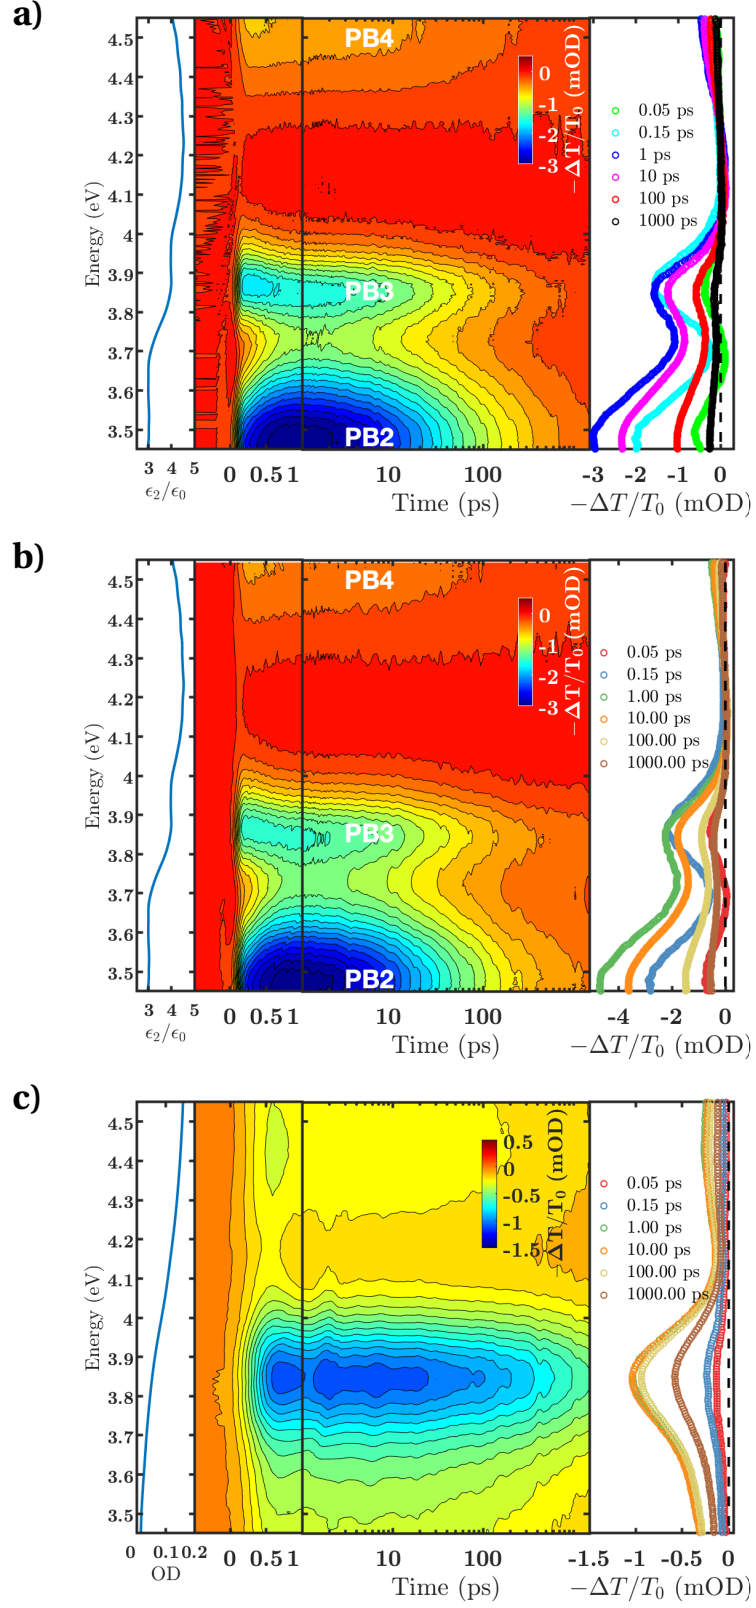 a)
4.5
4.4
4.3
4.2
4.1
4
3.9
3.8
3.7
3.6
3.5
Energy (eV)
3 4 5
ϵ2/ϵ0
PB4
PB3
PB2
0
-1
-2
-3
−ΔT/T0 (mOD)
0 0.5 1 10 100
Time (ps)
0.05 ps
0.15 ps
1 ps
10 ps
100 ps
1000 ps
-3 -2 -1 0
−ΔT/T0 (mOD)
b)
4.5
4.4
4.3
4.2
4.1
4
3.9
3.8
3.7
3.6
3.5
Energy (eV)
3 4 5
ϵ2/ϵ0
PB4
PB3
PB2
0
-1
-2
-3
−ΔT/T0 (mOD)
0 0.5 1 10 100
Time (ps)
0.05 ps
0.15 ps
1.00 ps
10.00 ps
100.00 ps
1000.00 ps
-4 -2 0
−ΔT/T0 (mOD)
c)
4.5
4.4
4.3
4.2
4.1
4
3.9
3.8
3.7
3.6
3.5
Energy (eV)
0 0.1 0.2
OD
0.5
0
-0.5
-1
-1.5
−ΔT/T0 (mOD)
0 0.5 1 10 100
Time (ps)
0.05 ps
0.15 ps
1.00 ps
10.00 ps
100.00 ps
1000.00 ps
-1.5 -1 -0.5 0
−ΔT/T0 (mOD)